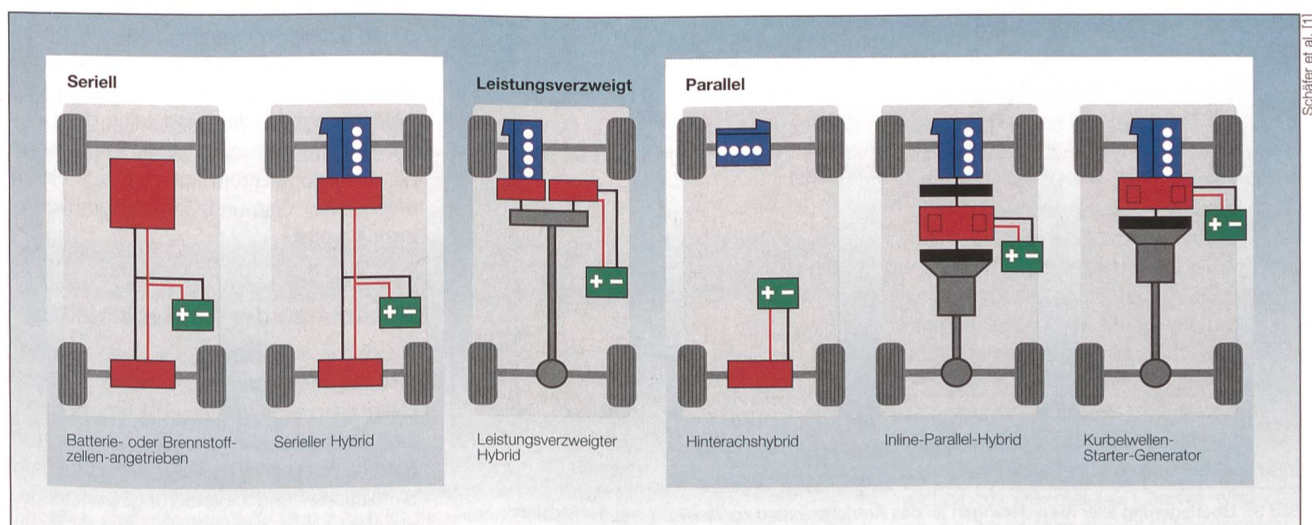 Schäfer et al. [1]
Seriell
Leistungsverzweigt
Parallel
+ -
+ -
+ -
+ -
+ -
+ -
Batterie- oder Brennstoff-
zellen-angetrieben
Serieller Hybrid
Leistungsverzweigter
Hybrid
Hinterachshybrid
Inline-Parallel-Hybrid
Kurbelwellen-
Starter-Generator